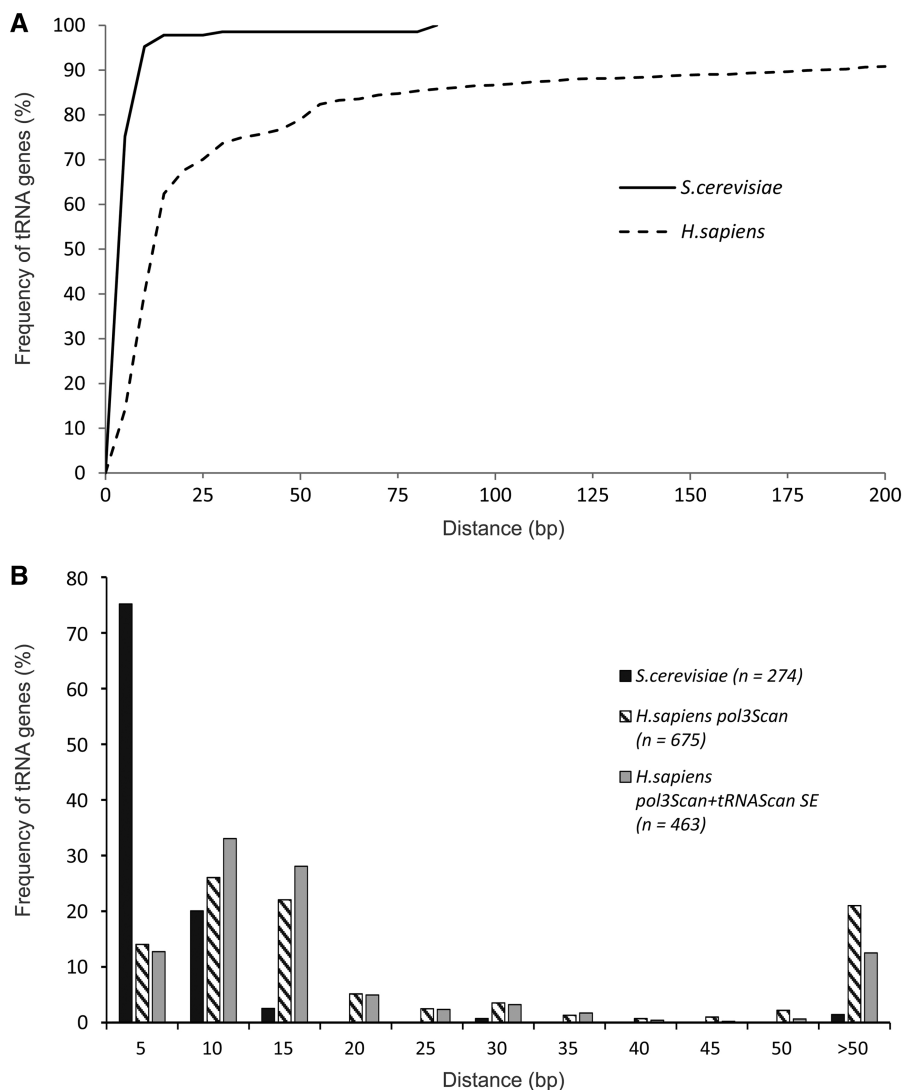 A
Frequency of tRNA genes (%)
100
90
80
70
60
50
40
30
20
10
0
S.cerevisiae
H.sapiens
0 25 50 75 100 125 150 175 200
Distance (bp)
B
Frequency of tRNA genes (%)
80
70
60
50
40
30
20
10
0
S.cerevisiae (n = 274)
H.sapiens pol3Scan
(n = 675)
H.sapiens
pol3Scan+tRNAScan SE
(n = 463)
5 10 15 20 25 30 35 40 45 50 >50
Distance (bp)